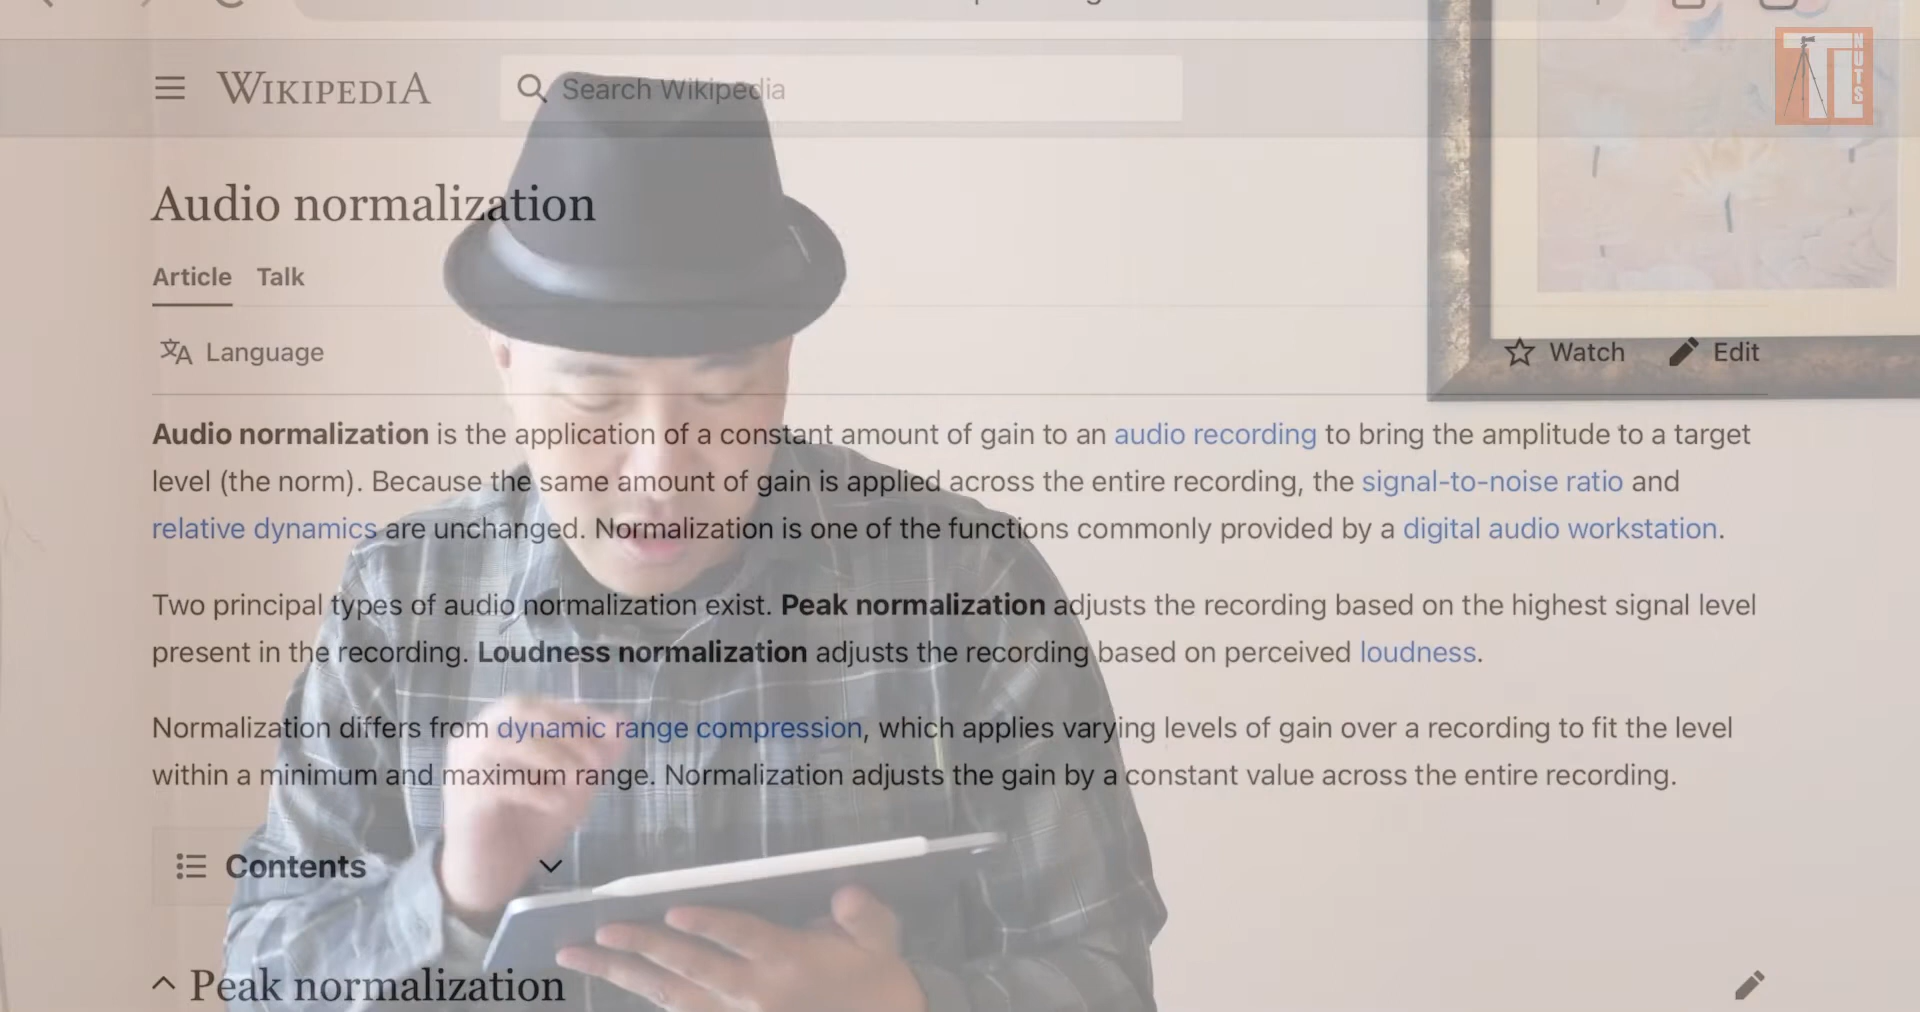 WIKIPEDIA
Search Wikipedia
NUTS
Audio normalization
Article Talk
Language
Watch Edit
Audio normalization is the application of a constant amount of gain to an audio recording to bring the amplitude to a target
level (the norm). Because the same amount of gain is applied across the entire recording, the signal-to-noise ratio and
relative dynamics are unchanged. Normalization is one of the functions commonly provided by a digital audio workstation.
Two principal types of audio normalization exist. Peak normalization adjusts the recording based on the highest signal level
present in the recording. Loudness normalization adjusts the recording based on perceived loudness.
Normalization differs from dynamic range compression, which applies varying levels of gain over a recording to fit the level
within a minimum and maximum range. Normalization adjusts the gain by a constant value across the entire recording.
Contents
Peak normalization